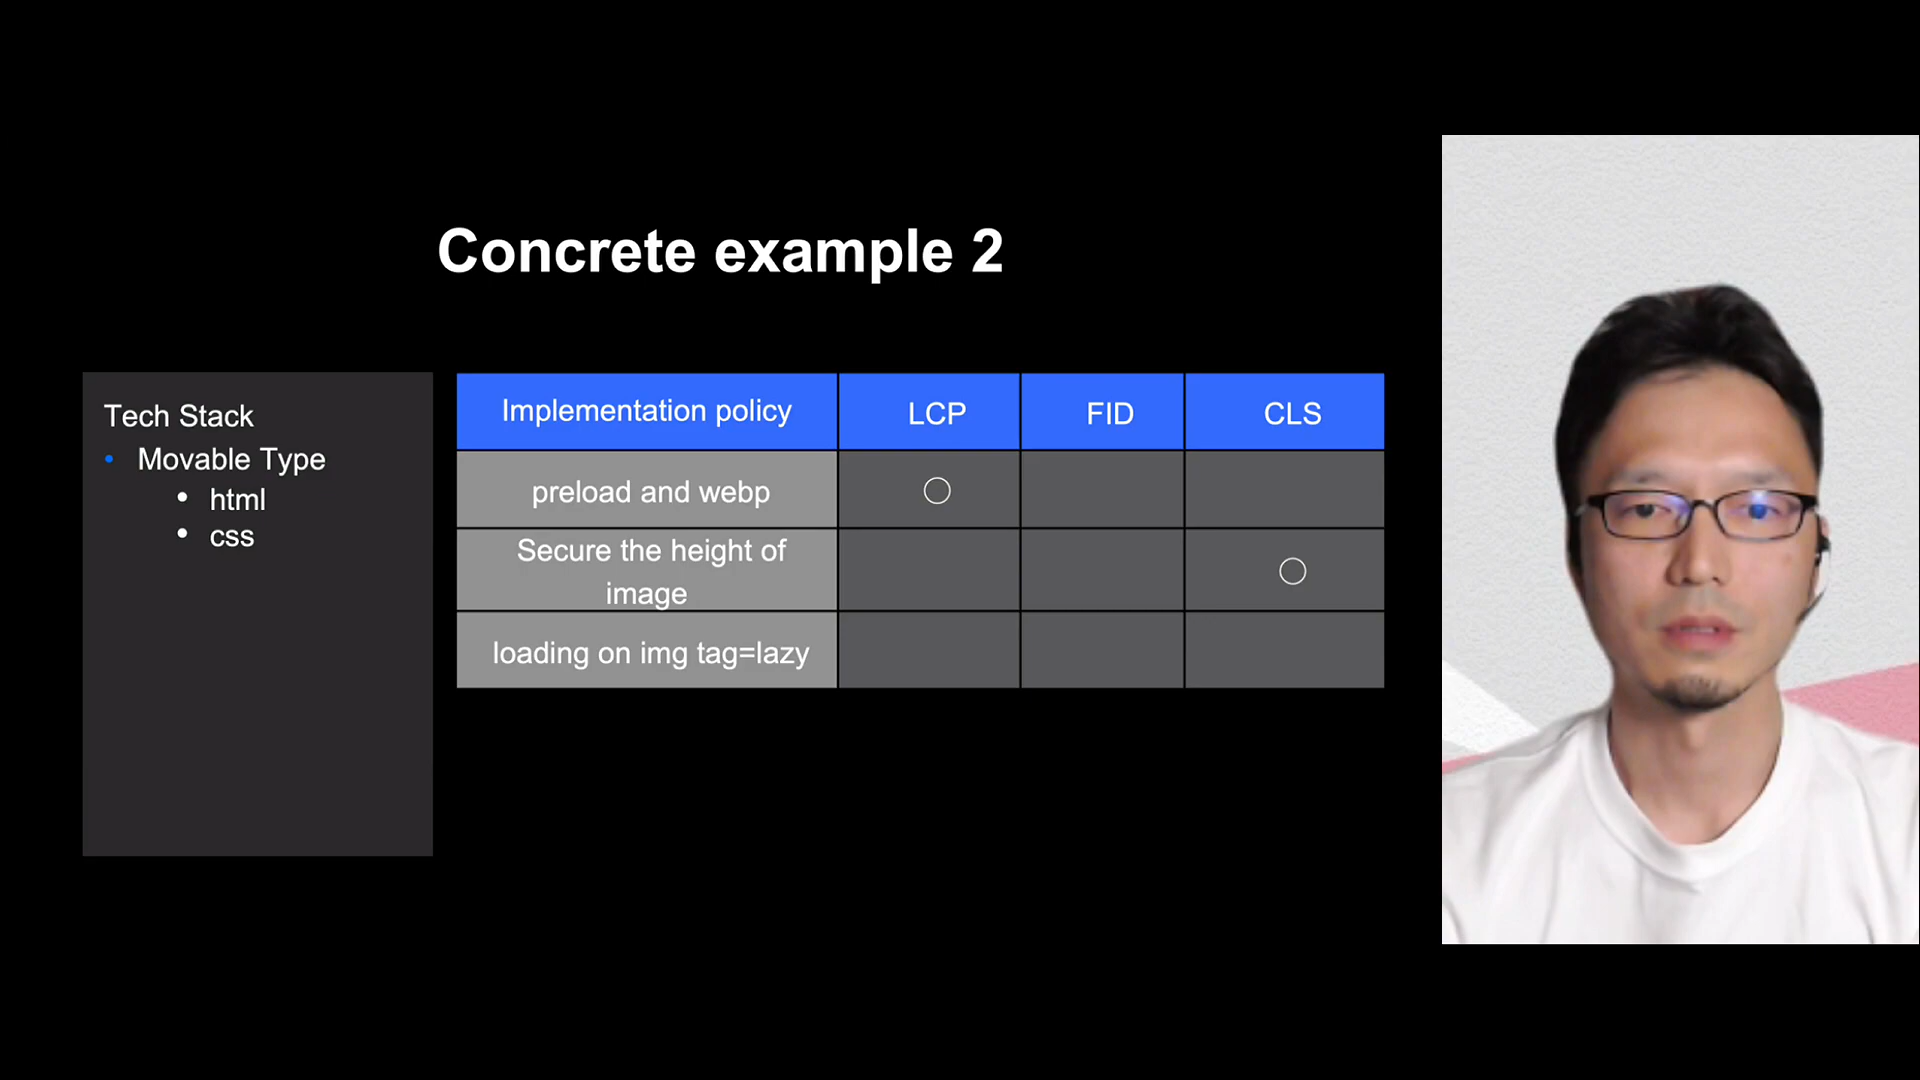 Concrete example 2
Tech Stack
Movable Type
html
css
Implementation policy
LCP
FID
CLS
preload and webp
Secure the height of
image
loading on img tag=lazy